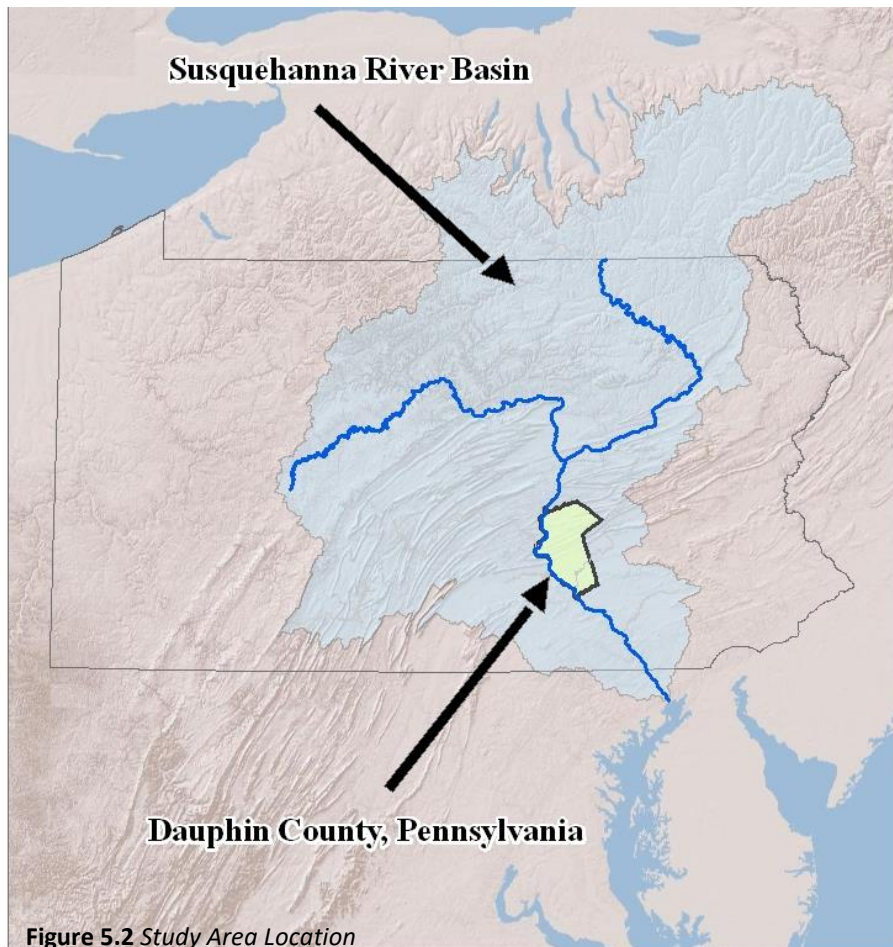 Susquehanna River Basin
Dauphin County, Pennsylvania
Figure 5.2 Study Area Location